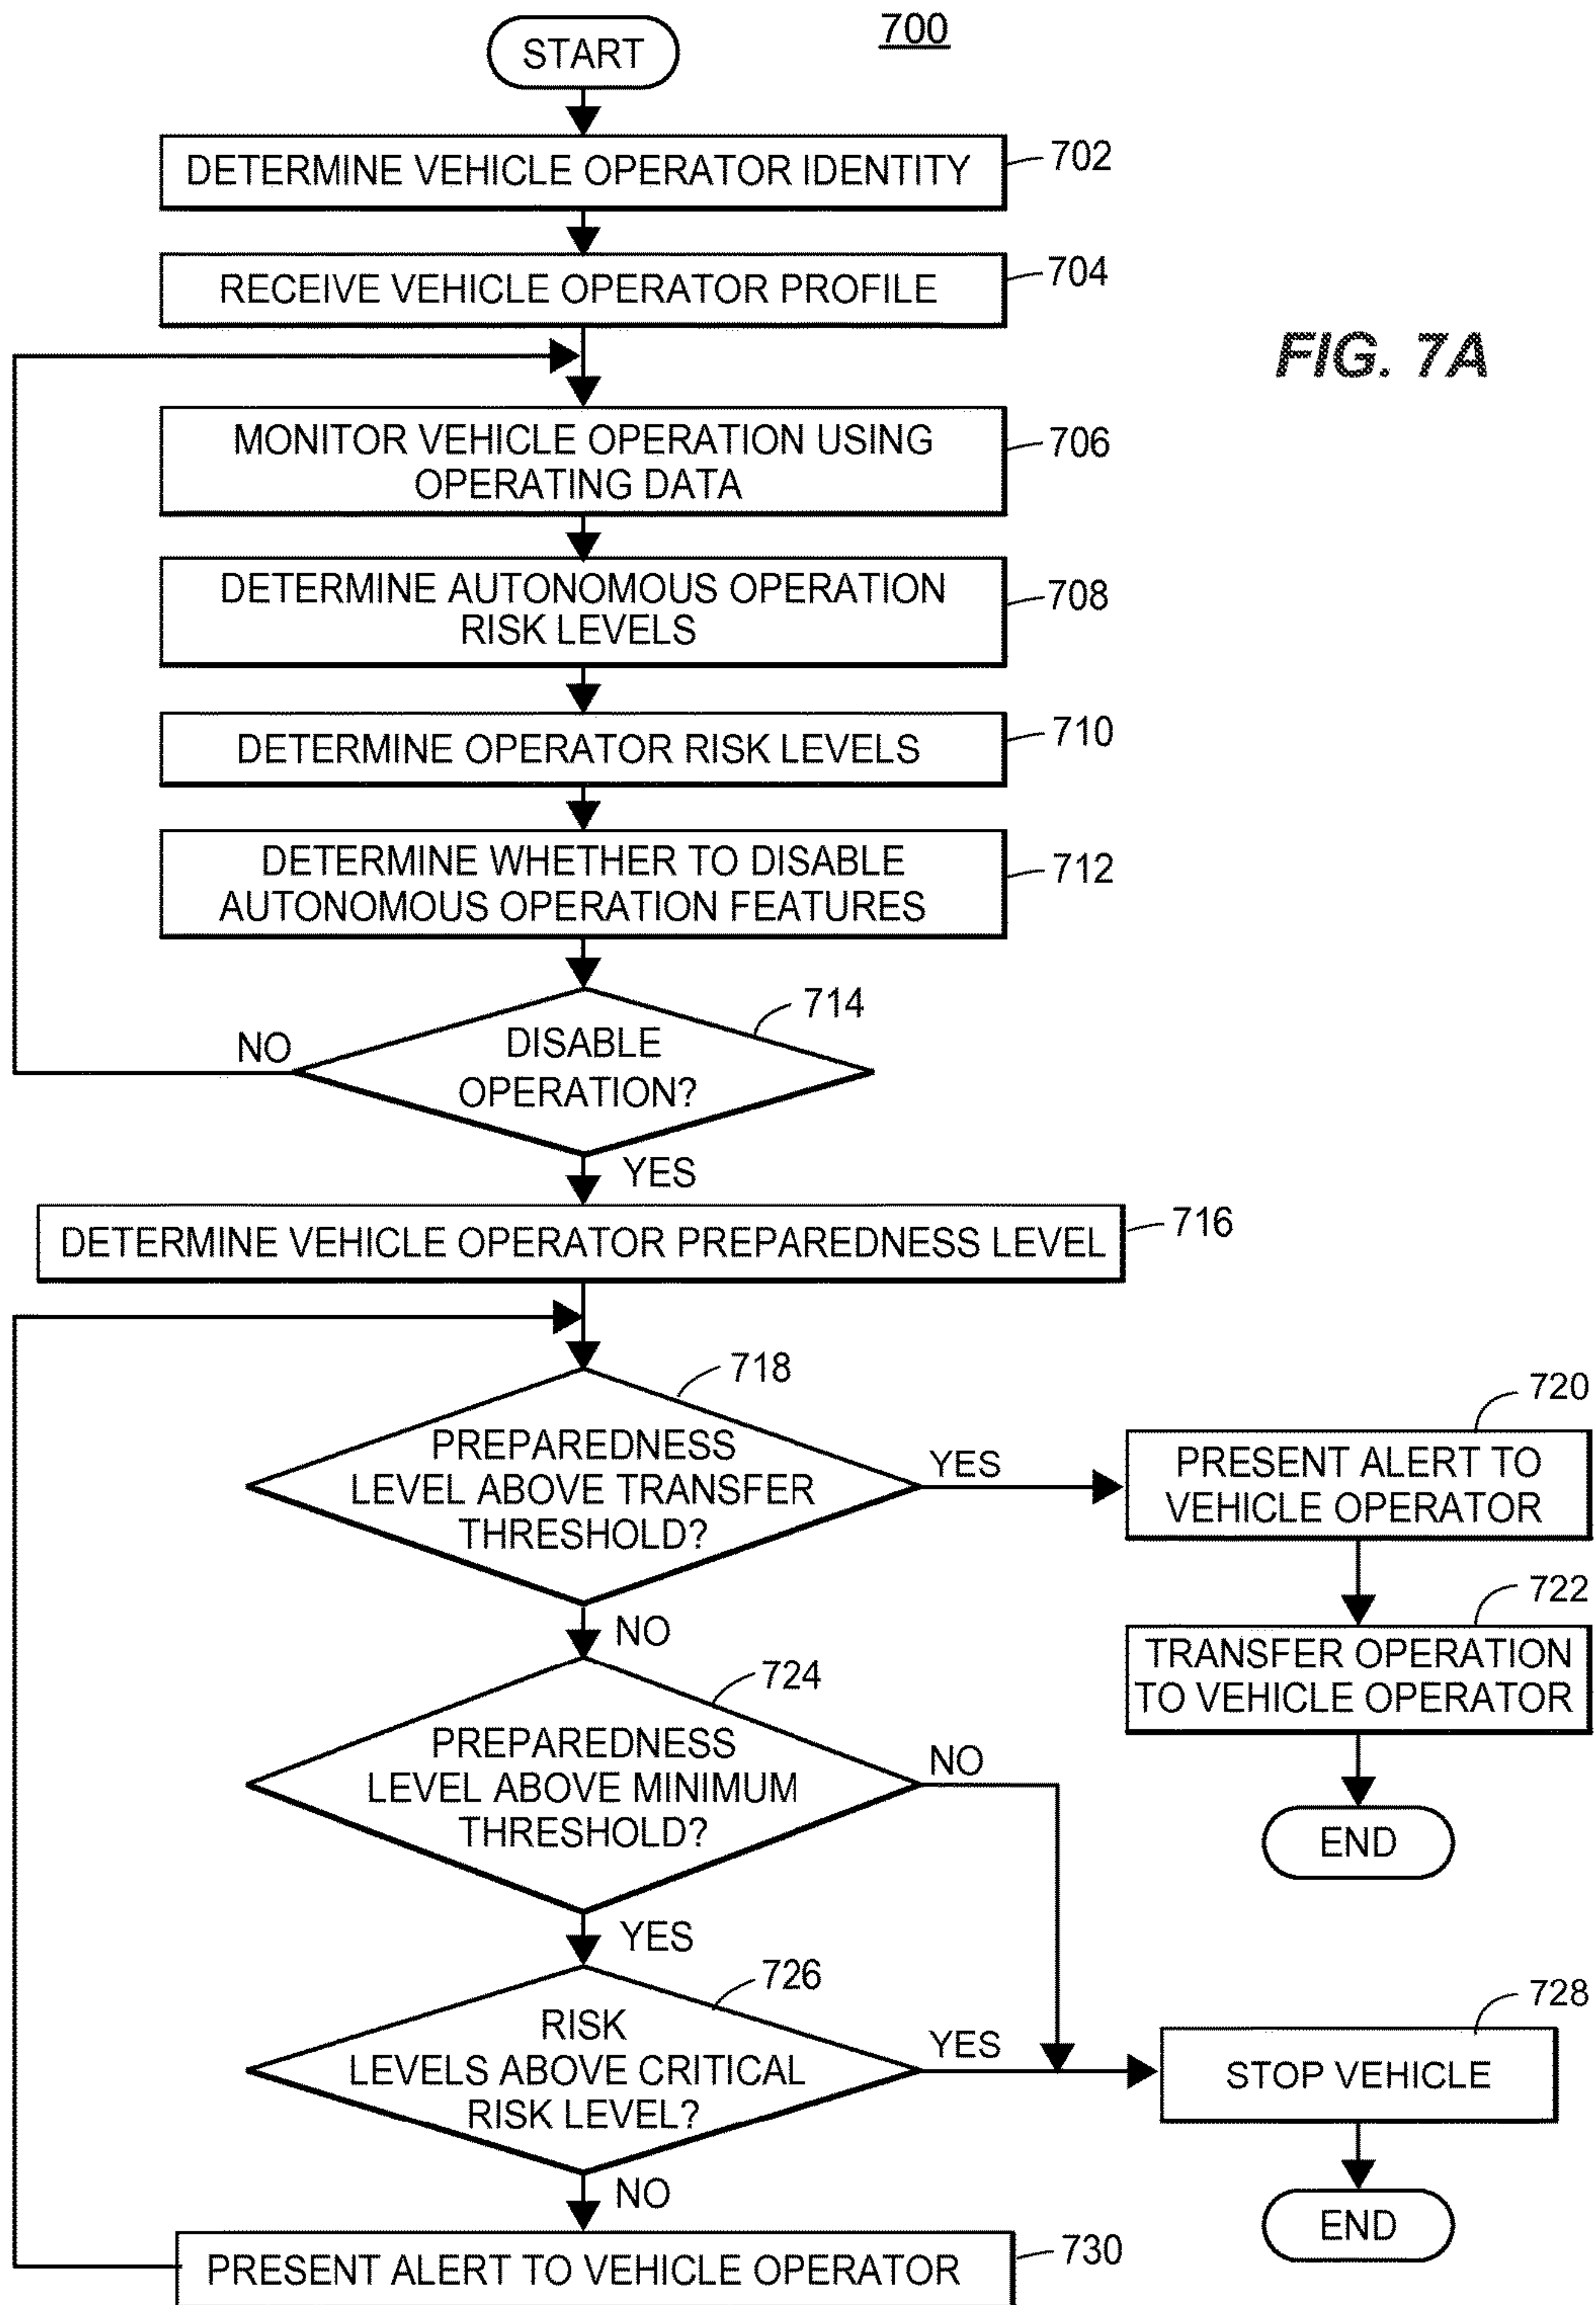 700
START
DETERMINE VEHICLE OPERATOR IDENTITY
702
RECEIVE VEHICLE OPERATOR PROFILE
704
FIG. 7A
MONITOR VEHICLE OPERATION USING
OPERATING DATA
706
DETERMINE AUTONOMOUS OPERATION
RISK LEVELS
708
DETERMINE OPERATOR RISK LEVELS
710
DETERMINE WHETHER TO DISABLE
AUTONOMOUS OPERATION FEATURES
712
714
DISABLE
OPERATION?
NO
YES
DETERMINE VEHICLE OPERATOR PREPAREDNESS LEVEL
716
718
PREPAREDNESS
LEVEL ABOVE TRANSFER
THRESHOLD?
YES
720
PRESENT ALERT TO
VEHICLE OPERATOR
722
TRANSFER OPERATION
TO VEHICLE OPERATOR
END
NO
724
PREPAREDNESS
LEVEL ABOVE MINIMUM
THRESHOLD?
NO
YES
726
RISK
LEVELS ABOVE CRITICAL
RISK LEVEL?
YES
728
STOP VEHICLE
END
NO
PRESENT ALERT TO VEHICLE OPERATOR
730